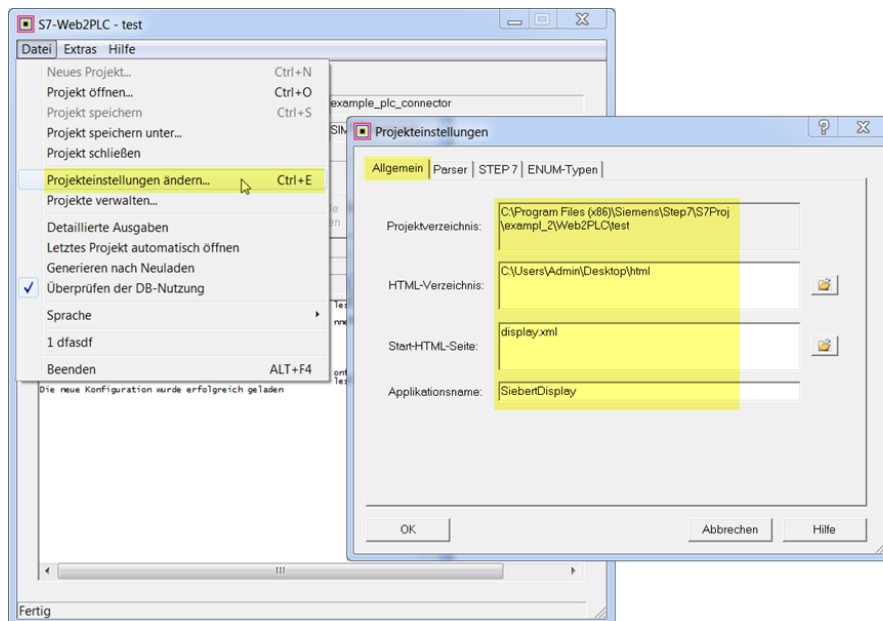 S7-Web2PLC - test
Datei Extras Hilfe
Neues Projekt... Ctrl+N
Projekt öffnen... Ctrl+O
Projekt speichern Ctrl+S
Projekt speichern unter...
Projekt schließen
Projekteinstellungen ändern... Ctrl+E
Projekte verwalten...
Detaillierte Ausgaben
Letztes Projekt automatisch öffnen
Generieren nach Neuladen
Überprüfen der DB-Nutzung
Sprache
1 dfasdf
Beenden ALT+F4
example_plc_connector
Die neue Konfiguration wurde erfolgreich geladen
Fertig
Projekteinstellungen
Allgemein Parser STEP 7 ENUM-Typen
Projektverzeichnis:
C:\Program Files (x86)\Siemens\Step7\S7Proj
\exampl_2\Web2PLC\test
HTML-Verzeichnis: C:\Users\Admin\Desktop\html
Start-HTML-Seite: display.xml
Applikationsname: SiebertDisplay
OK Abbrechen Hilfe